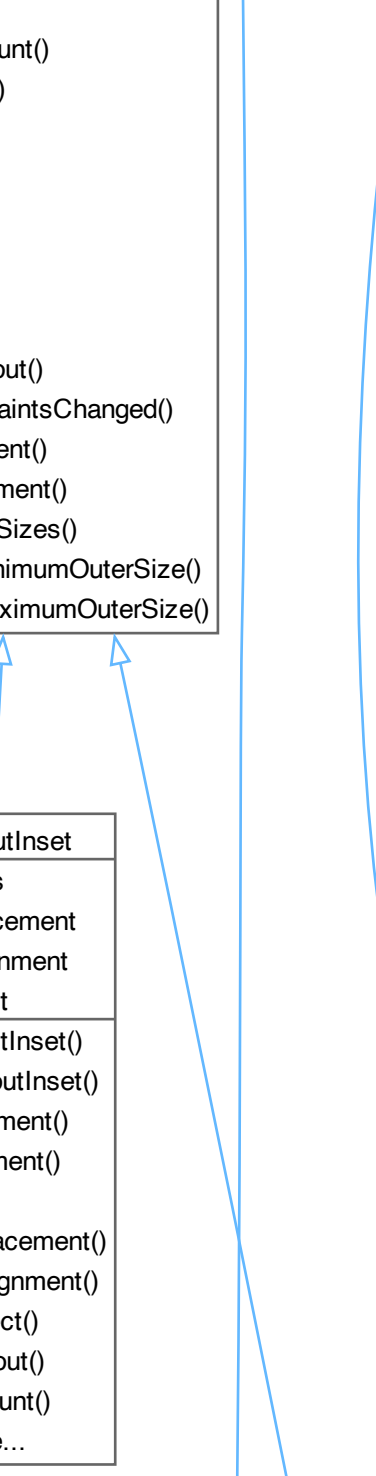 unt()
)
out()
aintsChanged()
ent()
ment()
Sizes()
nimumOuterSize()
ximumOuterSize()
utInset
s
cement
nment
t
tInset()
outInset()
ment()
ment()
acement()
gnment()
ct()
out()
unt()
e...